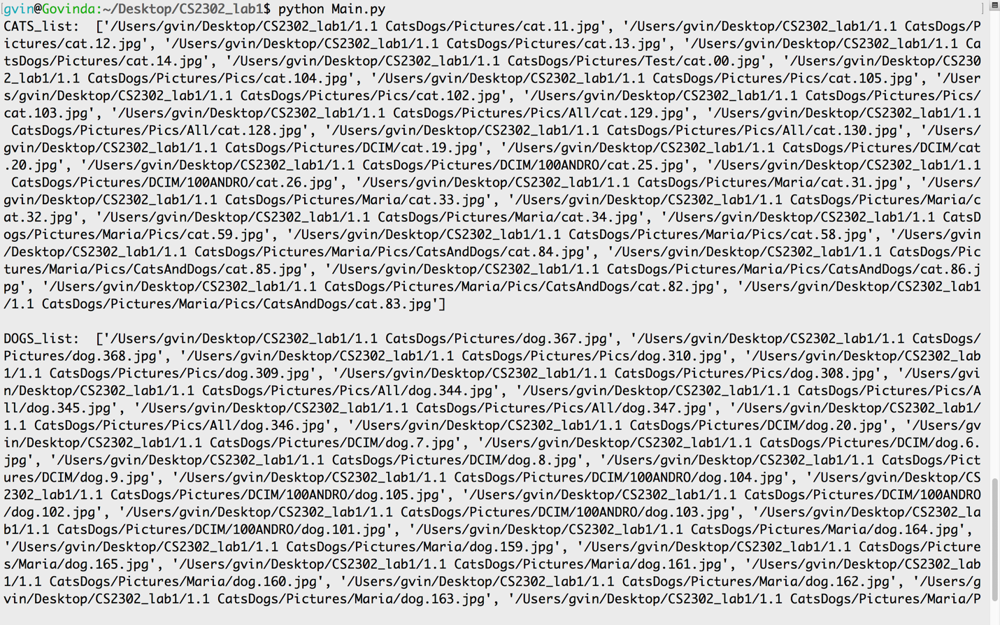 gvin@Govinda:~/Desktop/CS2302_lab1$ python Main.py
CATS_list:  ['/Users/gvin/Desktop/CS2302_lab1/1.1 CatsDogs/Pictures/cat.11.jpg', '/Users/gvin/Desktop/CS2302_lab1/1.1 CatsDogs/P
ictures/cat.12.jpg', '/Users/gvin/Desktop/CS2302_lab1/1.1 CatsDogs/Pictures/cat.13.jpg', '/Users/gvin/Desktop/CS2302_lab1/1.1 Ca
tsDogs/Pictures/cat.14.jpg', '/Users/gvin/Desktop/CS2302_lab1/1.1 CatsDogs/Pictures/Test/cat.00.jpg', '/Users/gvin/Desktop/CS230
2_lab1/1.1 CatsDogs/Pictures/Pics/cat.104.jpg', '/Users/gvin/Desktop/CS2302_lab1/1.1 CatsDogs/Pictures/Pics/cat.105.jpg', '/User
s/gvin/Desktop/CS2302_lab1/1.1 CatsDogs/Pictures/Pics/cat.102.jpg', '/Users/gvin/Desktop/CS2302_lab1/1.1 CatsDogs/Pictures/Pics/
cat.103.jpg', '/Users/gvin/Desktop/CS2302_lab1/1.1 CatsDogs/Pictures/Pics/All/cat.129.jpg', '/Users/gvin/Desktop/CS2302_lab1/1.1
 CatsDogs/Pictures/Pics/All/cat.128.jpg', '/Users/gvin/Desktop/CS2302_lab1/1.1 CatsDogs/Pictures/Pics/All/cat.130.jpg', '/Users/
gvin/Desktop/CS2302_lab1/1.1 CatsDogs/Pictures/DCIM/cat.19.jpg', '/Users/gvin/Desktop/CS2302_lab1/1.1 CatsDogs/Pictures/DCIM/cat
.20.jpg', '/Users/gvin/Desktop/CS2302_lab1/1.1 CatsDogs/Pictures/DCIM/100ANDRO/cat.25.jpg', '/Users/gvin/Desktop/CS2302_lab1/1.1
 CatsDogs/Pictures/DCIM/100ANDRO/cat.26.jpg', '/Users/gvin/Desktop/CS2302_lab1/1.1 CatsDogs/Pictures/Maria/cat.31.jpg', '/Users/
gvin/Desktop/CS2302_lab1/1.1 CatsDogs/Pictures/Maria/cat.33.jpg', '/Users/gvin/Desktop/CS2302_lab1/1.1 CatsDogs/Pictures/Maria/c
at.32.jpg', '/Users/gvin/Desktop/CS2302_lab1/1.1 CatsDogs/Pictures/Maria/cat.34.jpg', '/Users/gvin/Desktop/CS2302_lab1/1.1 CatsD
ogs/Pictures/Maria/Pics/cat.59.jpg', '/Users/gvin/Desktop/CS2302_lab1/1.1 CatsDogs/Pictures/Maria/Pics/cat.58.jpg', '/Users/gvin
/Desktop/CS2302_lab1/1.1 CatsDogs/Pictures/Maria/Pics/CatsAndDogs/cat.84.jpg', '/Users/gvin/Desktop/CS2302_lab1/1.1 CatsDogs/Pic
tures/Maria/Pics/CatsAndDogs/cat.85.jpg', '/Users/gvin/Desktop/CS2302_lab1/1.1 CatsDogs/Pictures/Maria/Pics/CatsAndDogs/cat.86.j
pg', '/Users/gvin/Desktop/CS2302_lab1/1.1 CatsDogs/Pictures/Maria/Pics/CatsAndDogs/cat.82.jpg', '/Users/gvin/Desktop/CS2302_lab1
/1.1 CatsDogs/Pictures/Maria/Pics/CatsAndDogs/cat.83.jpg']
DOGS_list:  ['/Users/gvin/Desktop/CS2302_lab1/1.1 CatsDogs/Pictures/dog.367.jpg', '/Users/gvin/Desktop/CS2302_lab1/1.1 CatsDogs/
Pictures/dog.368.jpg', '/Users/gvin/Desktop/CS2302_lab1/1.1 CatsDogs/Pictures/Pics/dog.310.jpg', '/Users/gvin/Desktop/CS2302_lab
1/1.1 CatsDogs/Pictures/Pics/dog.309.jpg', '/Users/gvin/Desktop/CS2302_lab1/1.1 CatsDogs/Pictures/Pics/dog.308.jpg', '/Users/gvi
n/Desktop/CS2302_lab1/1.1 CatsDogs/Pictures/Pics/All/dog.344.jpg', '/Users/gvin/Desktop/CS2302_lab1/1.1 CatsDogs/Pictures/Pics/A
ll/dog.345.jpg', '/Users/gvin/Desktop/CS2302_lab1/1.1 CatsDogs/Pictures/Pics/All/dog.347.jpg', '/Users/gvin/Desktop/CS2302_lab1/
1.1 CatsDogs/Pictures/Pics/All/dog.346.jpg', '/Users/gvin/Desktop/CS2302_lab1/1.1 CatsDogs/Pictures/DCIM/dog.20.jpg', '/Users/gv
in/Desktop/CS2302_lab1/1.1 CatsDogs/Pictures/DCIM/dog.7.jpg', '/Users/gvin/Desktop/CS2302_lab1/1.1 CatsDogs/Pictures/DCIM/dog.6.
jpg', '/Users/gvin/Desktop/CS2302_lab1/1.1 CatsDogs/Pictures/DCIM/dog.8.jpg', '/Users/gvin/Desktop/CS2302_lab1/1.1 CatsDogs/Pict
ures/DCIM/dog.9.jpg', '/Users/gvin/Desktop/CS2302_lab1/1.1 CatsDogs/Pictures/DCIM/100ANDRO/dog.104.jpg', '/Users/gvin/Desktop/CS
2302_lab1/1.1 CatsDogs/Pictures/DCIM/100ANDRO/dog.105.jpg', '/Users/gvin/Desktop/CS2302_lab1/1.1 CatsDogs/Pictures/DCIM/100ANDRO
/dog.102.jpg', '/Users/gvin/Desktop/CS2302_lab1/1.1 CatsDogs/Pictures/DCIM/100ANDRO/dog.103.jpg', '/Users/gvin/Desktop/CS2302_la
b1/1.1 CatsDogs/Pictures/DCIM/100ANDRO/dog.101.jpg', '/Users/gvin/Desktop/CS2302_lab1/1.1 CatsDogs/Pictures/Maria/dog.164.jpg',
'/Users/gvin/Desktop/CS2302_lab1/1.1 CatsDogs/Pictures/Maria/dog.159.jpg', '/Users/gvin/Desktop/CS2302_lab1/1.1 CatsDogs/Picture
s/Maria/dog.165.jpg', '/Users/gvin/Desktop/CS2302_lab1/1.1 CatsDogs/Pictures/Maria/dog.161.jpg', '/Users/gvin/Desktop/CS2302_lab
1/1.1 CatsDogs/Pictures/Maria/dog.160.jpg', '/Users/gvin/Desktop/CS2302_lab1/1.1 CatsDogs/Pictures/Maria/dog.162.jpg', '/Users/g
vin/Desktop/CS2302_lab1/1.1 CatsDogs/Pictures/Maria/dog.163.jpg', '/Users/gvin/Desktop/CS2302_lab1/1.1 CatsDogs/Pictures/Maria/P